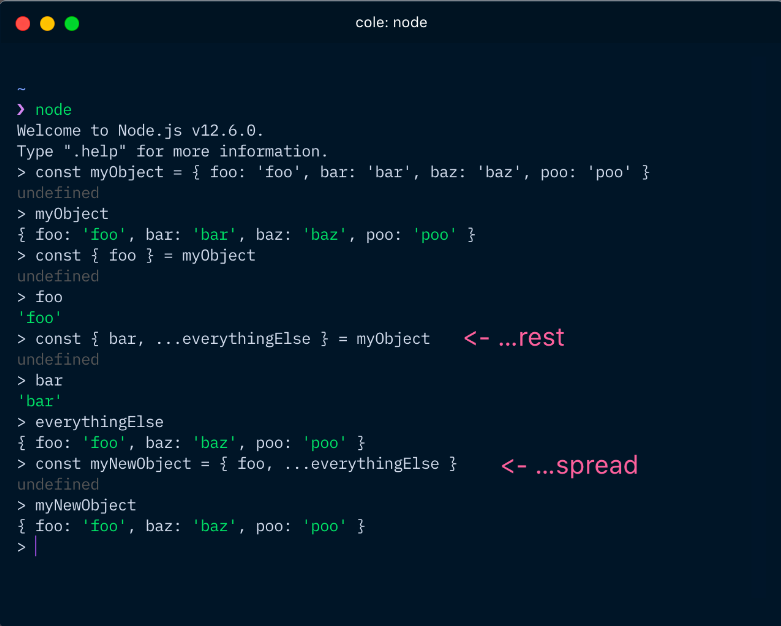 cole: node
~
❯ node
Welcome to Node.js v12.6.0.
Type ".help" for more information.
> const myObject = { foo: 'foo', bar: 'bar', baz: 'baz', poo: 'poo' }
undefined
> myObject
{ foo: 'foo', bar: 'bar', baz: 'baz', poo: 'poo' }
> const { foo } = myObject
undefined
> foo
'foo'
> const { bar, ...everythingElse } = myObject <- ...rest
undefined
> bar
'bar'
> everythingElse
{ foo: 'foo', baz: 'baz', poo: 'poo' }
> const myNewObject = { foo, ...everythingElse } <- ...spread
undefined
> myNewObject
{ foo: 'foo', baz: 'baz', poo: 'poo' }
>